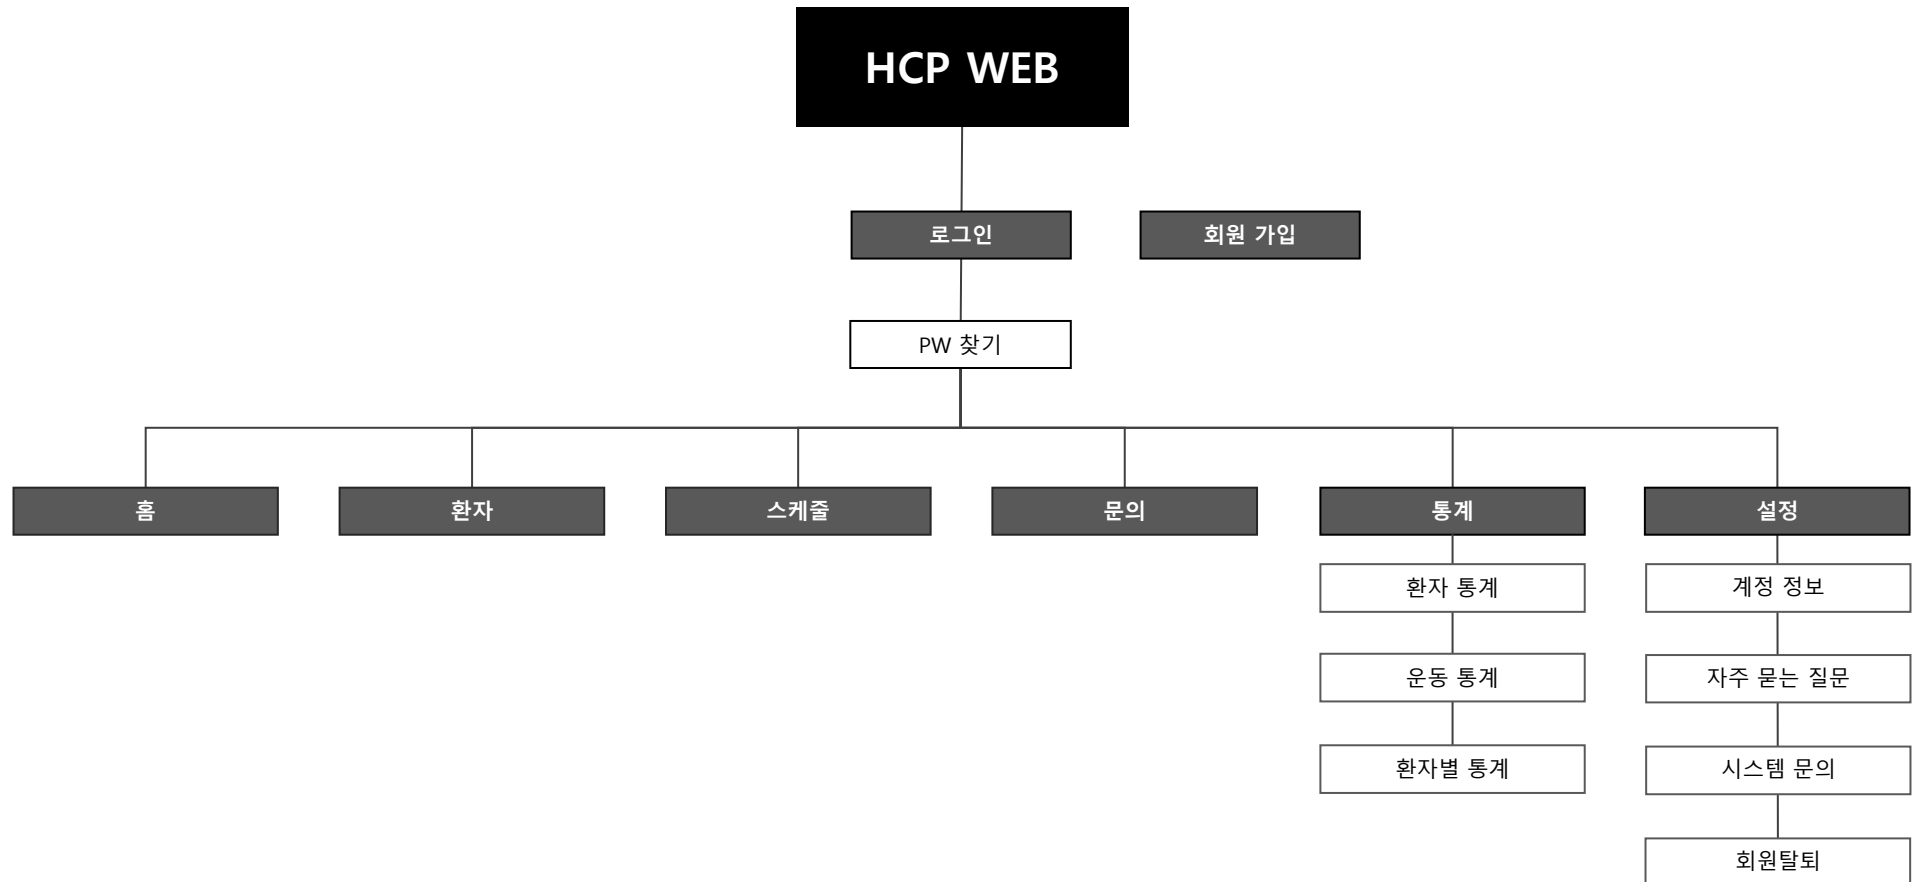 HCP WEB
로그인
회원 가입
PW 찾기
홈
환자
스케줄
문의
통계
설정
환자 통계
계정 정보
운동 통계
자주 묻는 질문
환자별 통계
시스템 문의
회원탈퇴